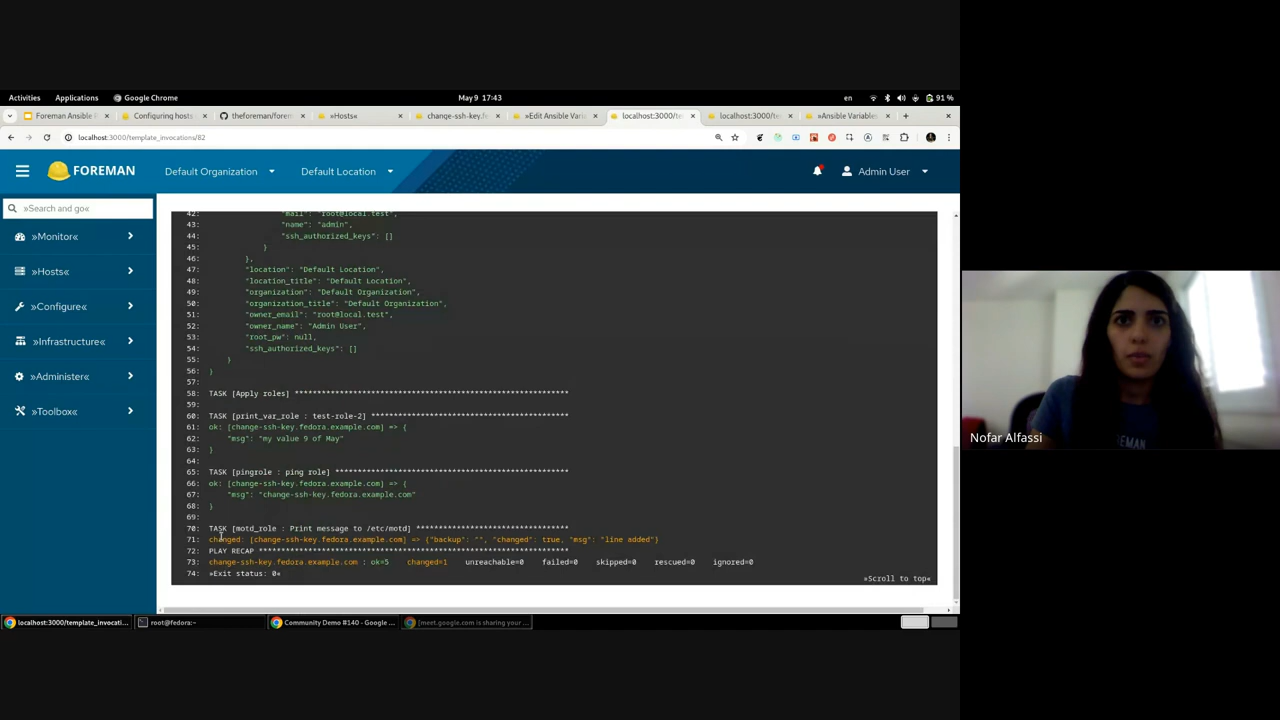 Activities Applications Google Chrome May 9 17:43 en 91 %
Foreman Ansible Configuring hosts theforeman/forem »Hosts« change-ssh-key.fe »Edit Ansible Vari localhost:3000/te localhost:3000/te »Ansible Variables
localhost:3000/template_invocations/82
FOREMAN Default Organization Default Location Admin User
»Search and go«
»Monitor«
»Hosts«
»Configure«
»Infrastructure«
»Administer«
»Toolbox«
42: "mail": "root@local.test",
43: "name": "admin",
44: "ssh_authorized_keys": []
45: }
46: },
47: "location": "Default Location",
48: "location_title": "Default Location",
49: "organization": "Default Organization",
50: "organization_title": "Default Organization",
51: "owner_email": "root@local.test",
52: "owner_name": "Admin User",
53: "root_pw": null,
54: "ssh_authorized_keys": []
55: }
56: }
57:
58: TASK [Apply roles] **************************************************************
59:
60: TASK [print_var_role : test-role-2] ********************************************
61: ok: [change-ssh-key.fedora.example.com] => {
62: "msg": "my value 9 of May"
63: }
64:
65: TASK [pingrole : ping role] ****************************************************
66: ok: [change-ssh-key.fedora.example.com] => {
67: "msg": "change-ssh-key.fedora.example.com"
68: }
69:
70: TASK [motd_role : Print message to /etc/motd] **********************************
71: changed: [change-ssh-key.fedora.example.com] => {"backup": "", "changed": true, "msg": "line added"}
72: PLAY RECAP *********************************************************************
73: change-ssh-key.fedora.example.com : ok=5 changed=1 unreachable=0 failed=0 skipped=0 rescued=0 ignored=0
74: »Exit status: 0«
»Scroll to top«
Nofar Alfassi
localhost:3000/template_invocati... root@fedora:~ Community Demo #140 - Google ... [meet.google.com is sharing your ...